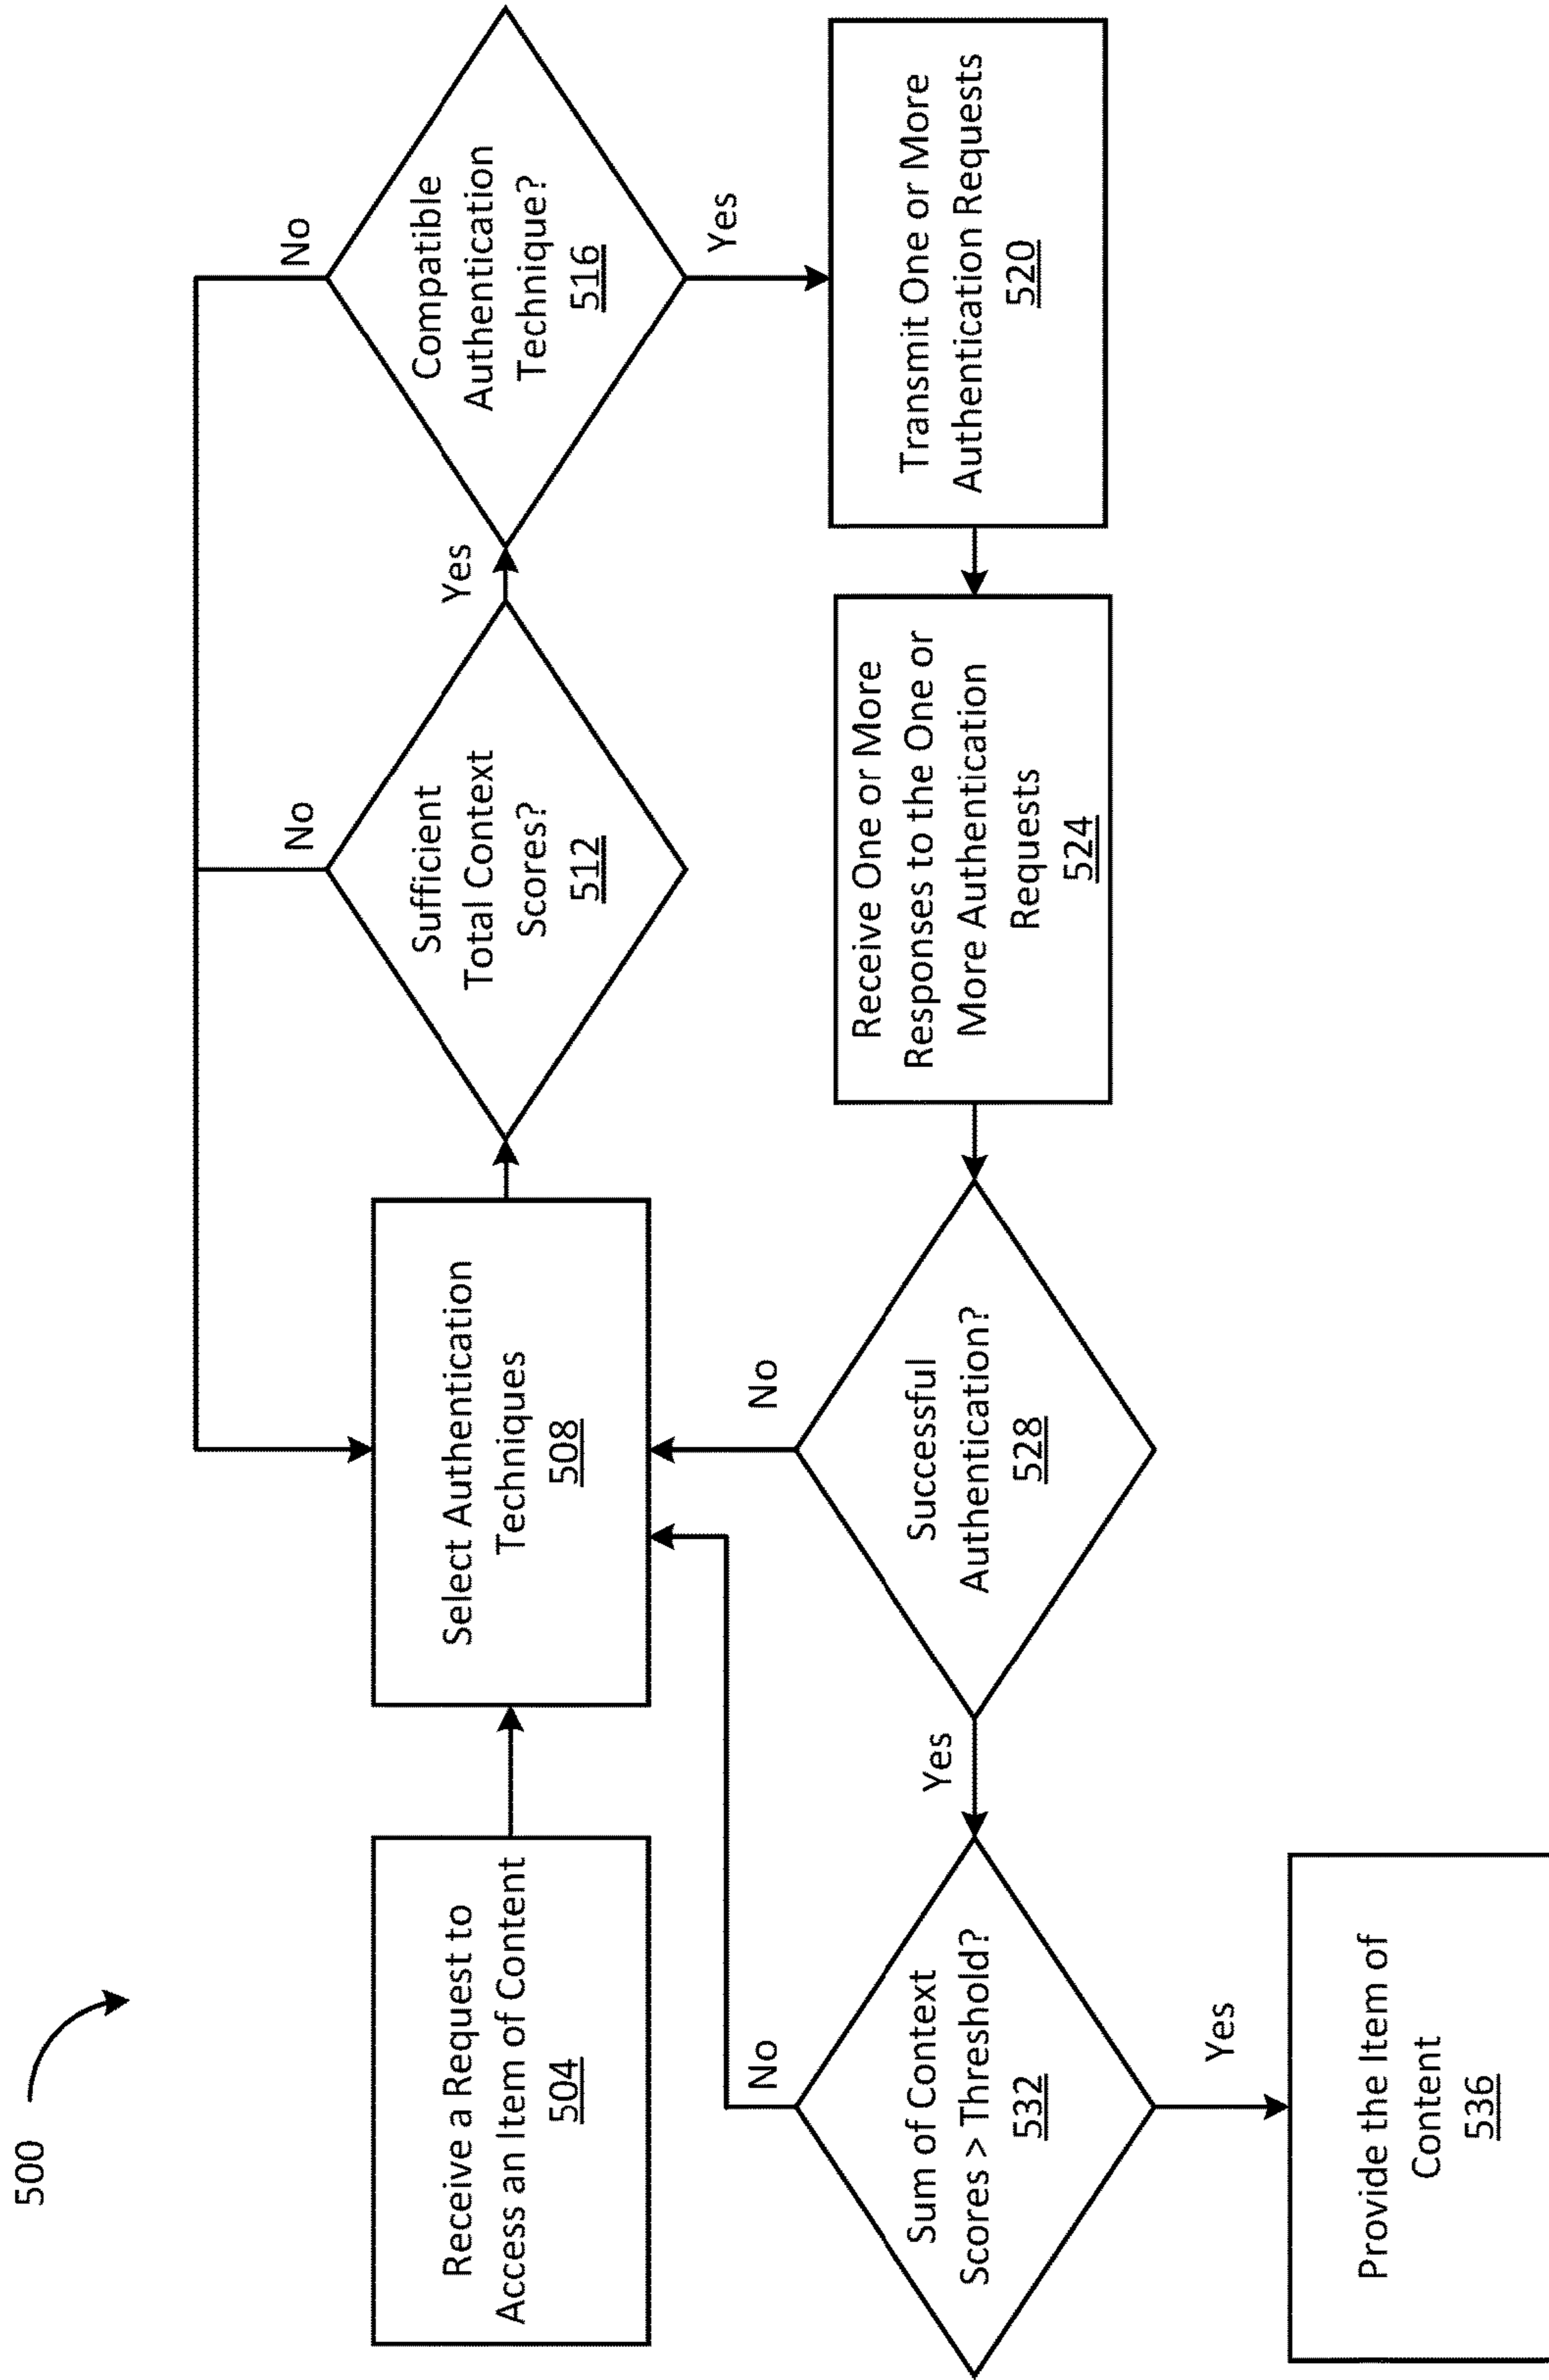 500
Receive a Request to
Access an Item of Content
504
Select Authentication
Techniques
508
Sufficient
Total Context
Scores?
512
No
Yes
Compatible
Authentication
Technique?
516
No
Yes
Transmit One or More
Authentication Requests
520
Receive One or More
Responses to the One or
More Authentication
Requests
524
Successful
Authentication?
528
No
Yes
Sum of Context
Scores > Threshold?
532
No
Yes
Provide the Item of
Content
536